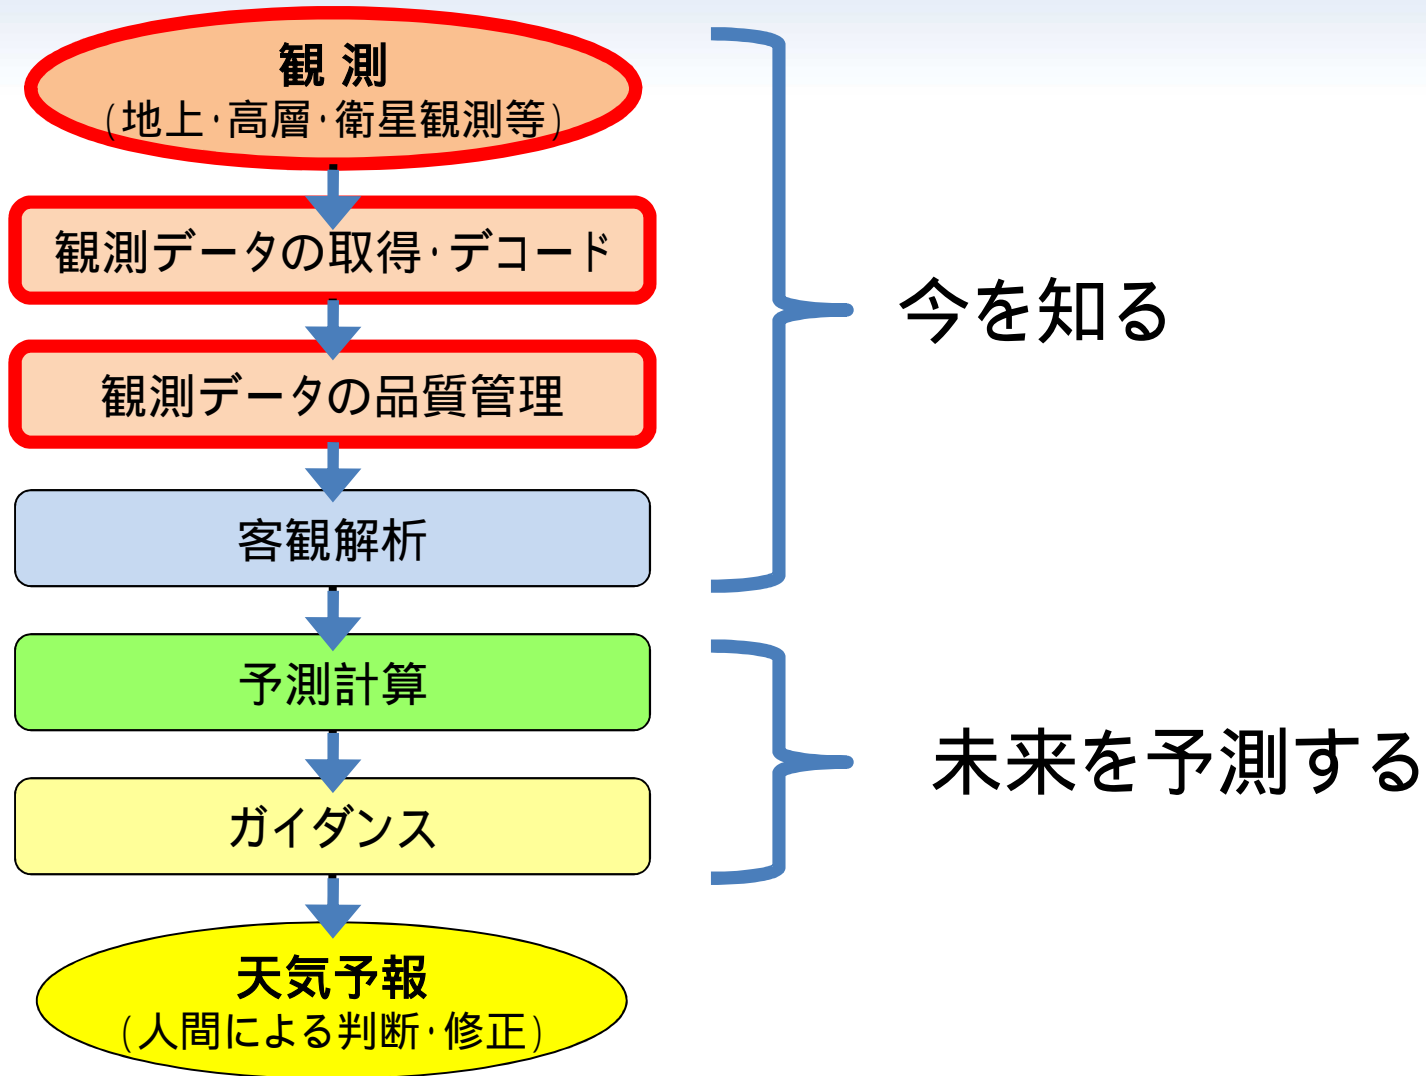 観 測
(地上・高層・衛星観測等)
観測データの取得・デコード
観測データの品質管理
客観解析
今を知る
予測計算
ガイダンス
未来を予測する
天気予報
(人間による判断・修正)